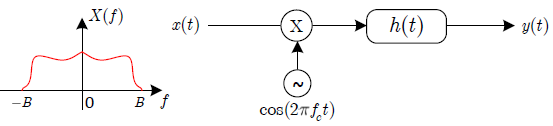 X(f)
−B
0
B
f
x(t)
X
~
cos(2πf_ct)
h(t)
y(t)